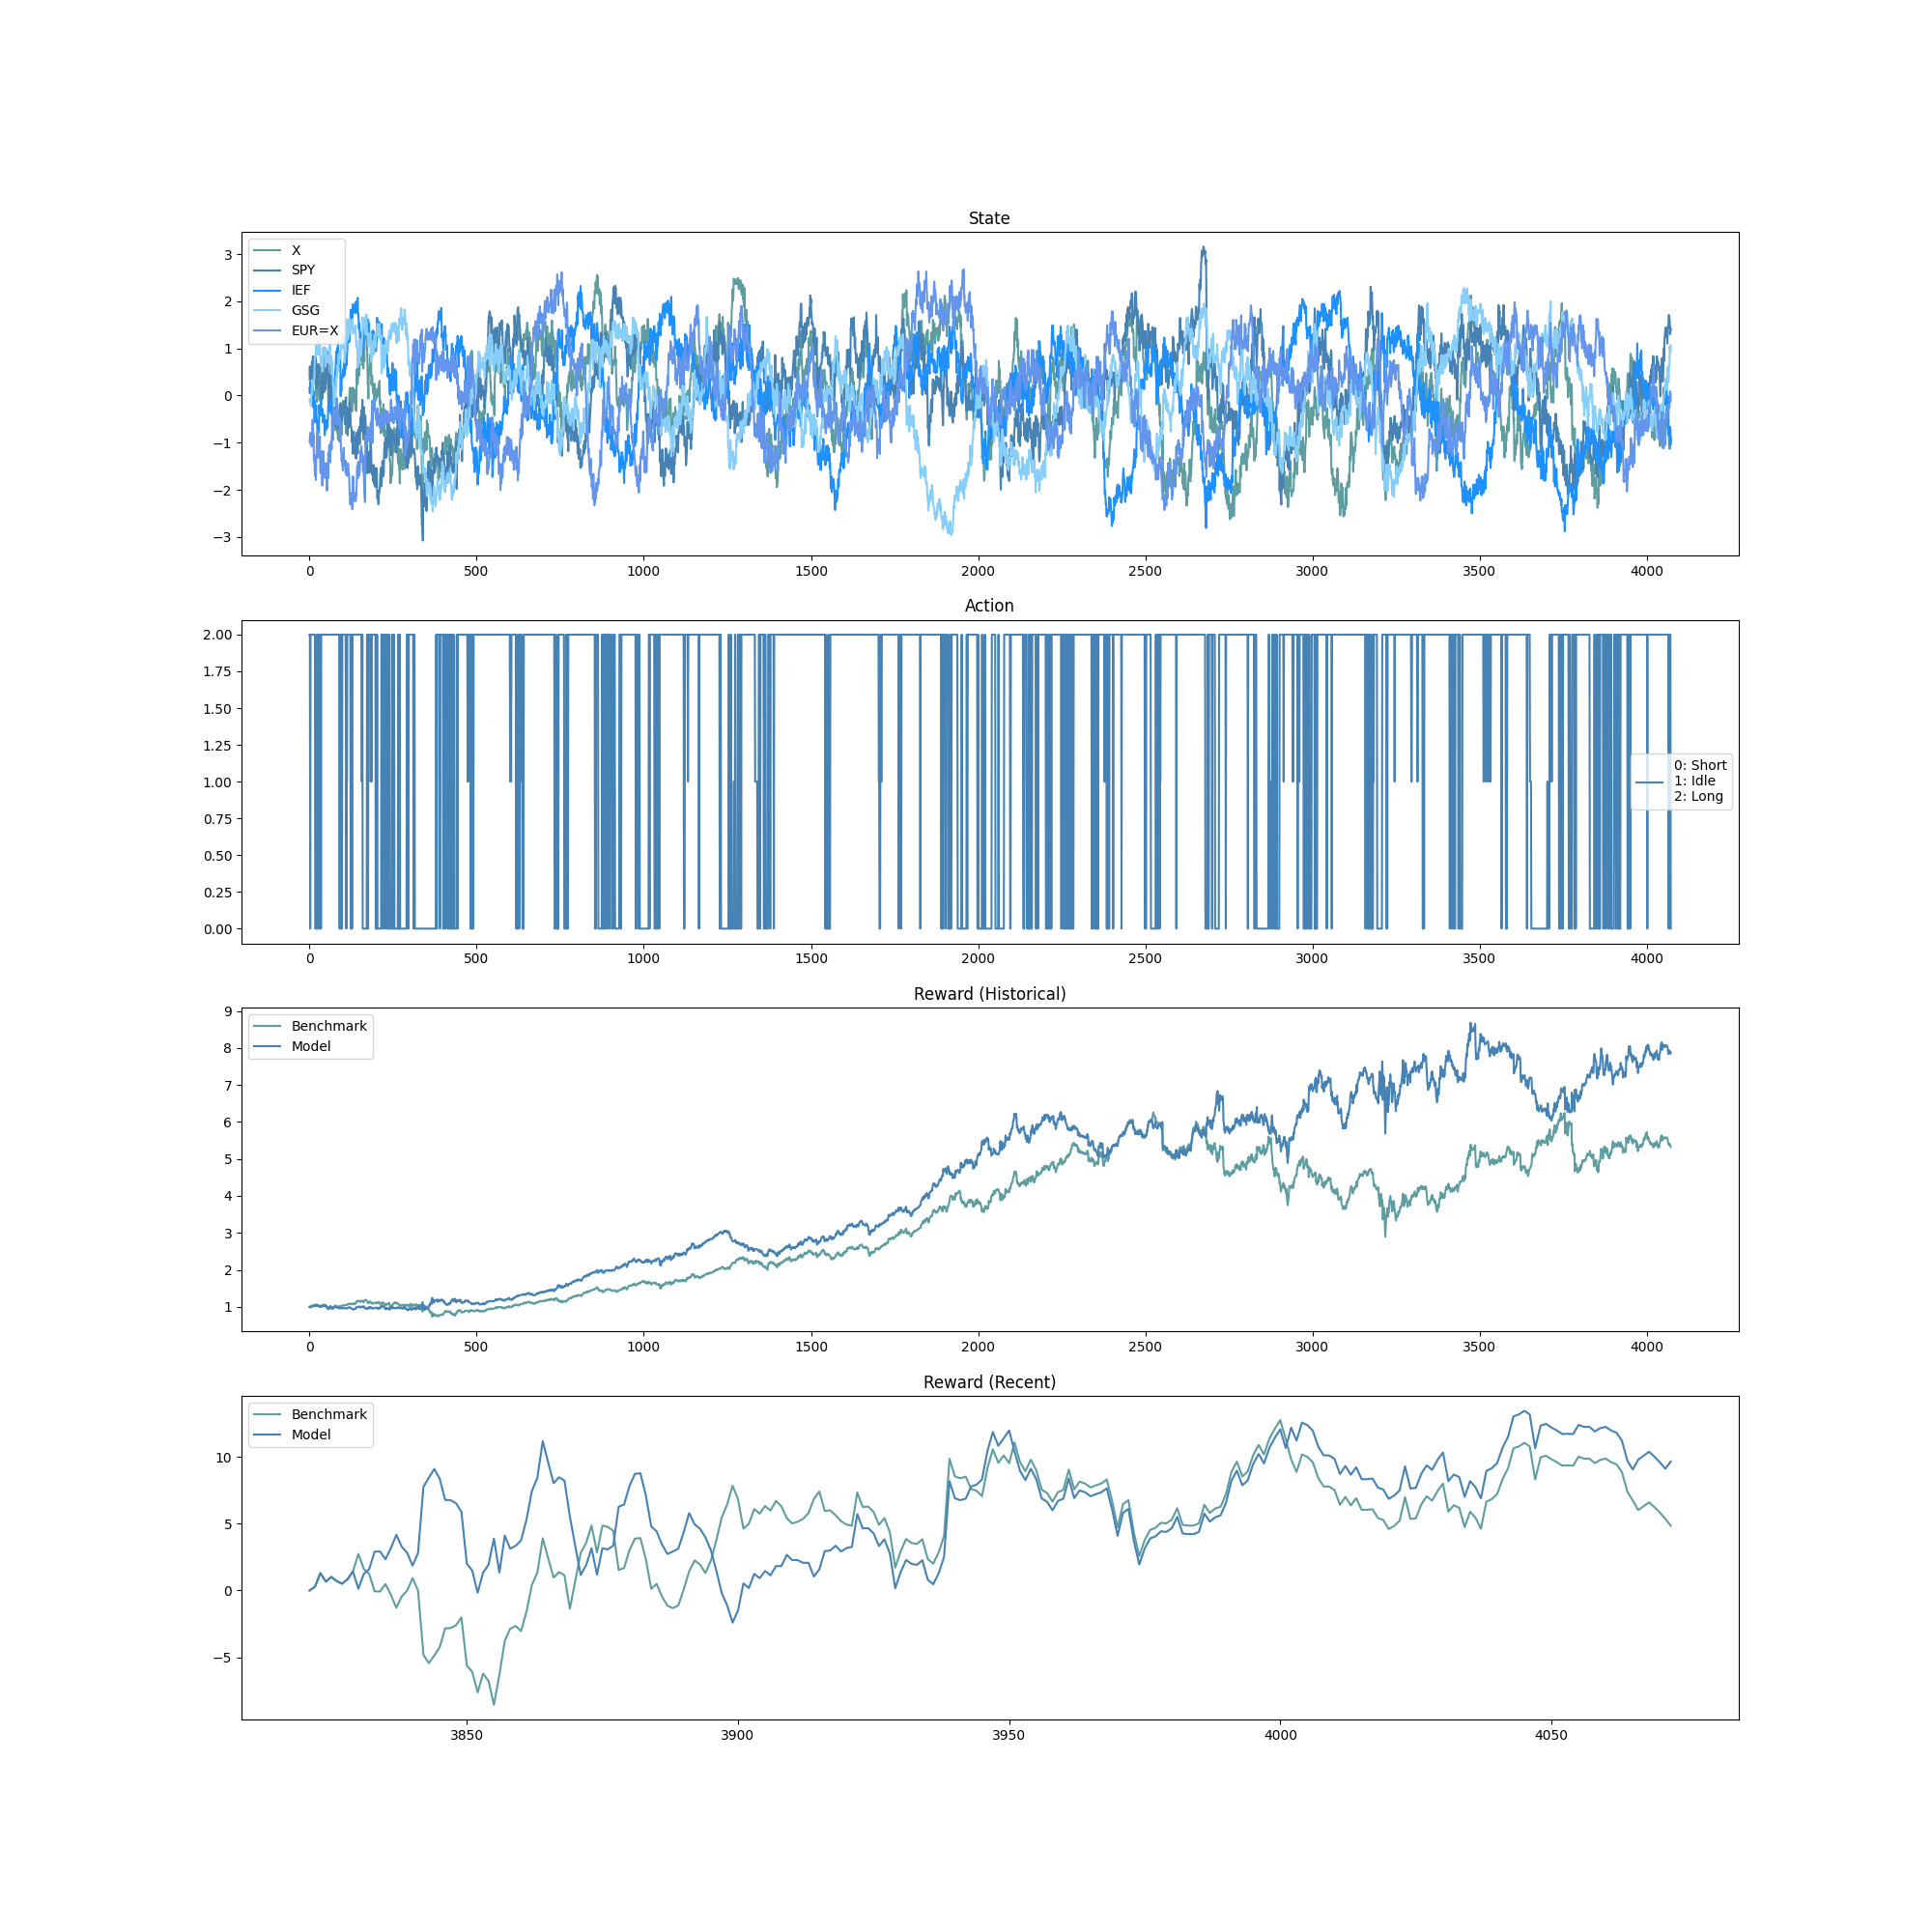 State
X
SPY
IEF
GSG
EUR=X
3
2
1
0
−1
−2
−3
0 500 1000 1500 2000 2500 3000 3500 4000
Action
2.00
1.75
1.50
1.25
1.00
0.75
0.50
0.25
0.00
0: Short
1: Idle
2: Long
0 500 1000 1500 2000 2500 3000 3500 4000
Reward (Historical)
Benchmark
Model
9
8
7
6
5
4
3
2
1
0 500 1000 1500 2000 2500 3000 3500 4000
Reward (Recent)
Benchmark
Model
10
5
0
−5
3850 3900 3950 4000 4050